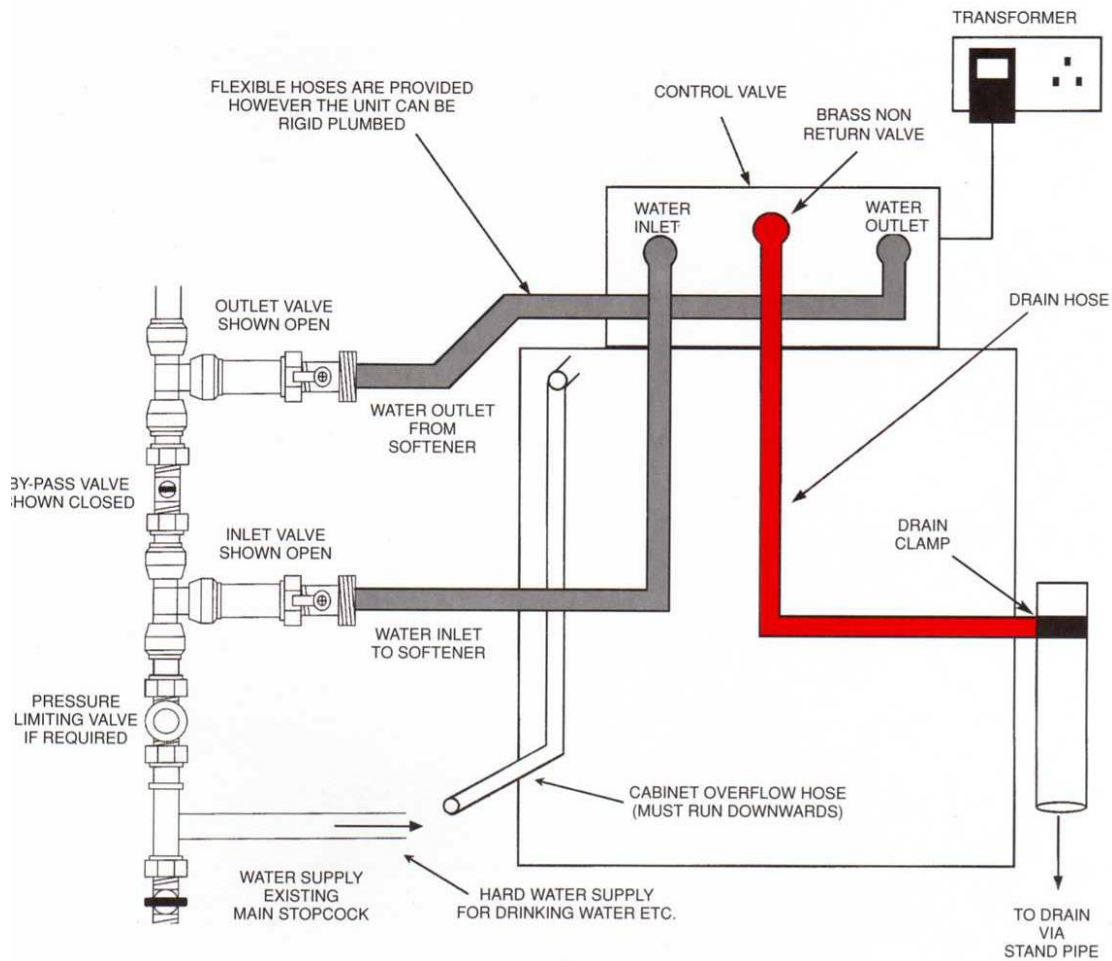 TRANSFORMER
FLEXIBLE HOSES ARE PROVIDED
HOWEVER THE UNIT CAN BE
RIGID PLUMBED
CONTROL VALVE
BRASS NON
RETURN VALVE
WATER
INLET
WATER
OUTLET
OUTLET VALVE
SHOWN OPEN
DRAIN HOSE
WATER OUTLET
FROM
SOFTENER
BY-PASS VALVE
SHOWN CLOSED
INLET VALVE
SHOWN OPEN
DRAIN
CLAMP
WATER INLET
TO SOFTENER
PRESSURE
LIMITING VALVE
IF REQUIRED
CABINET OVERFLOW HOSE
(MUST RUN DOWNWARDS)
WATER SUPPLY
EXISTING
MAIN STOPCOCK
HARD WATER SUPPLY
FOR DRINKING WATER ETC.
TO DRAIN
VIA
STAND PIPE